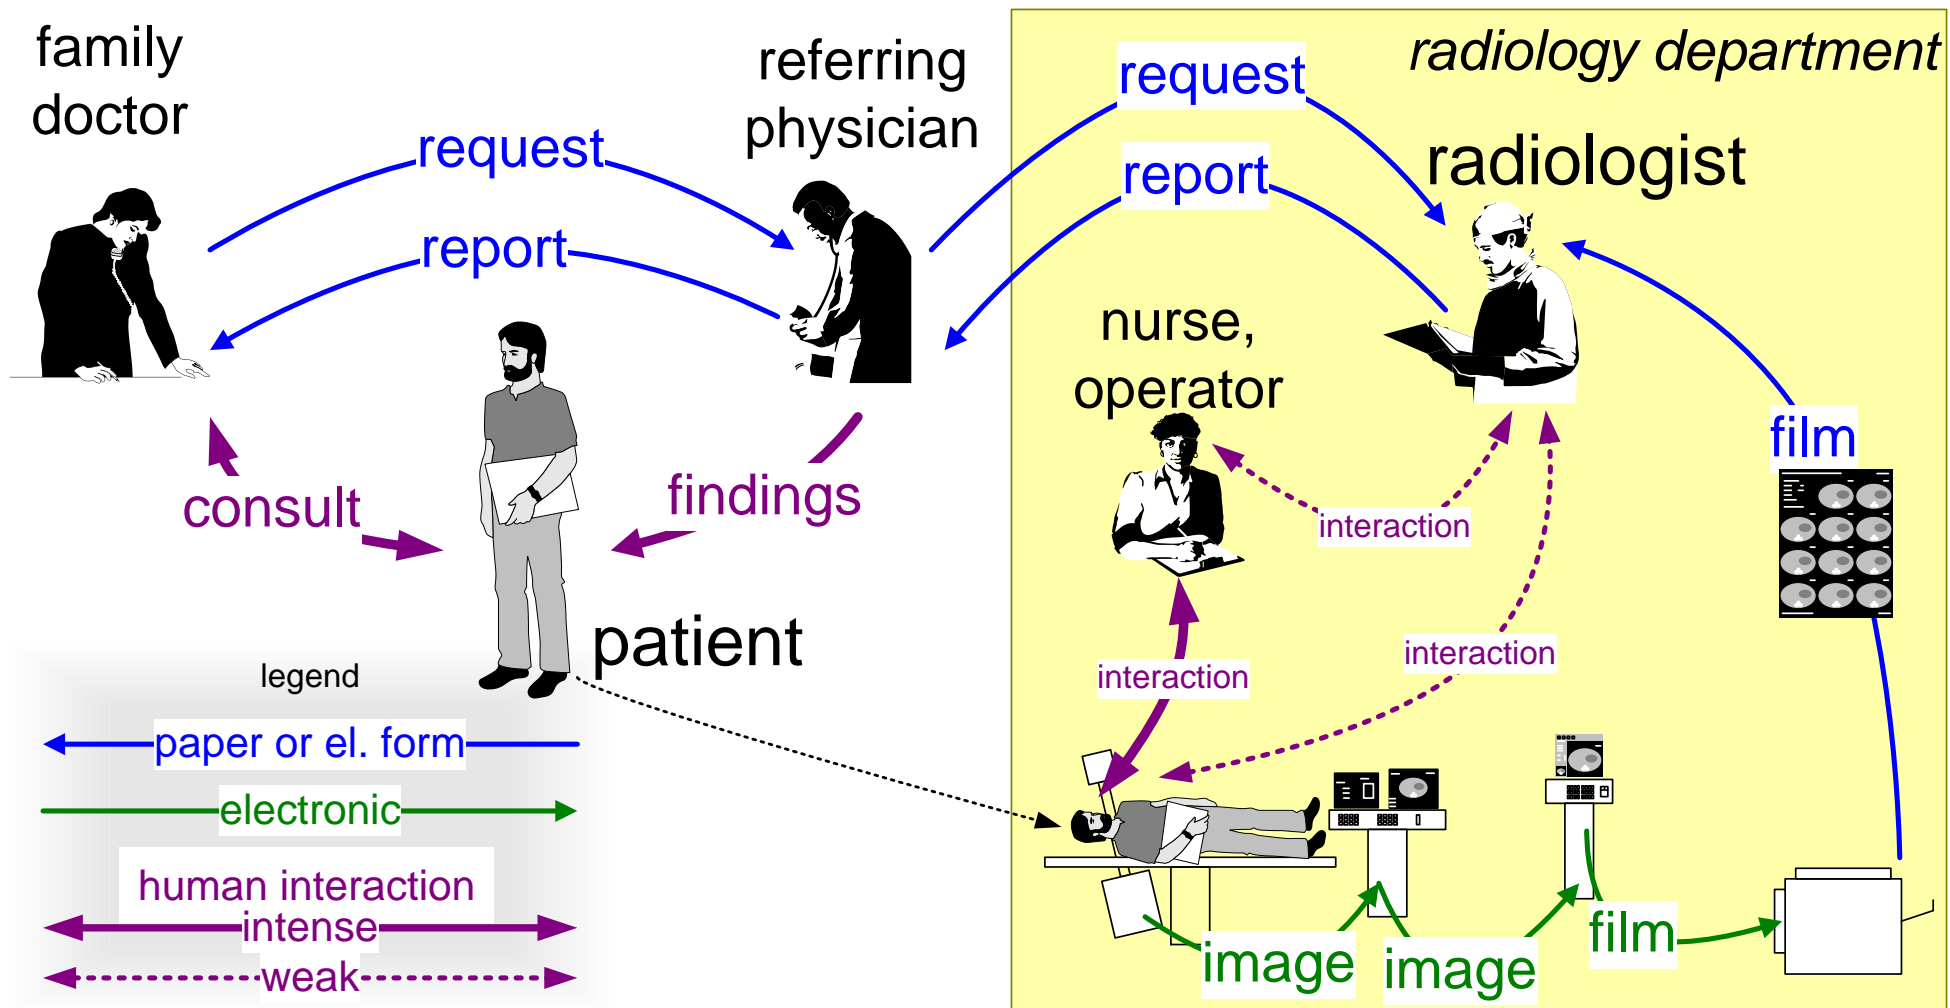 family
doctor
referring
physician
request
report
request
report
radiology department
radiologist
nurse,
operator
film
consult
findings
interaction
interaction
interaction
patient
legend
paper or el. form
electronic
human interaction
intense
weak
image
image
film